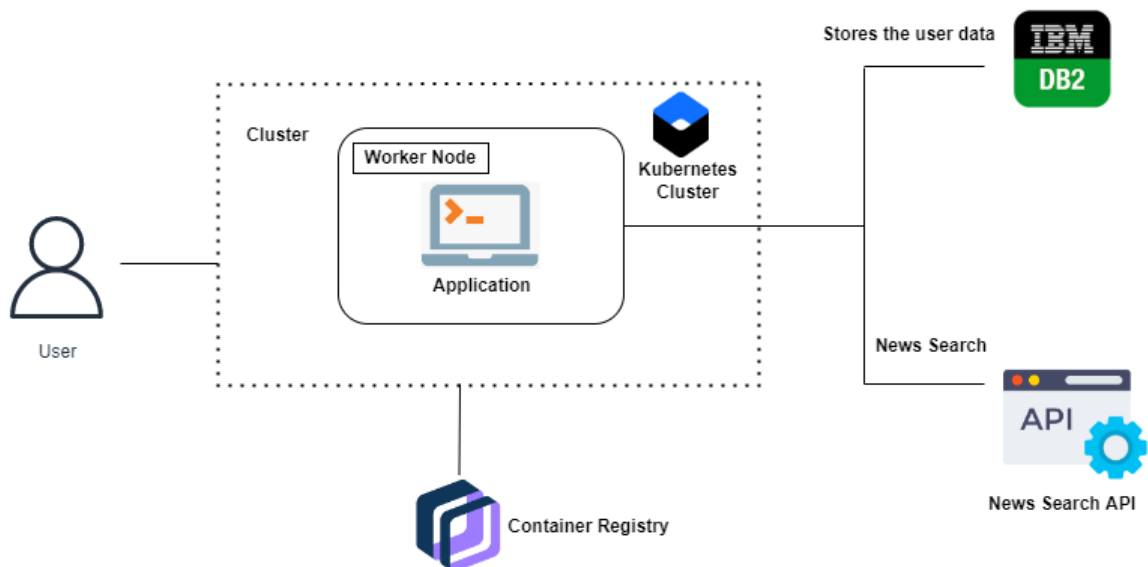 Stores the user data
IBM
DB2
Cluster
Worker Node
Kubernetes
Cluster
Application
User
News Search
API
News Search API
Container Registry